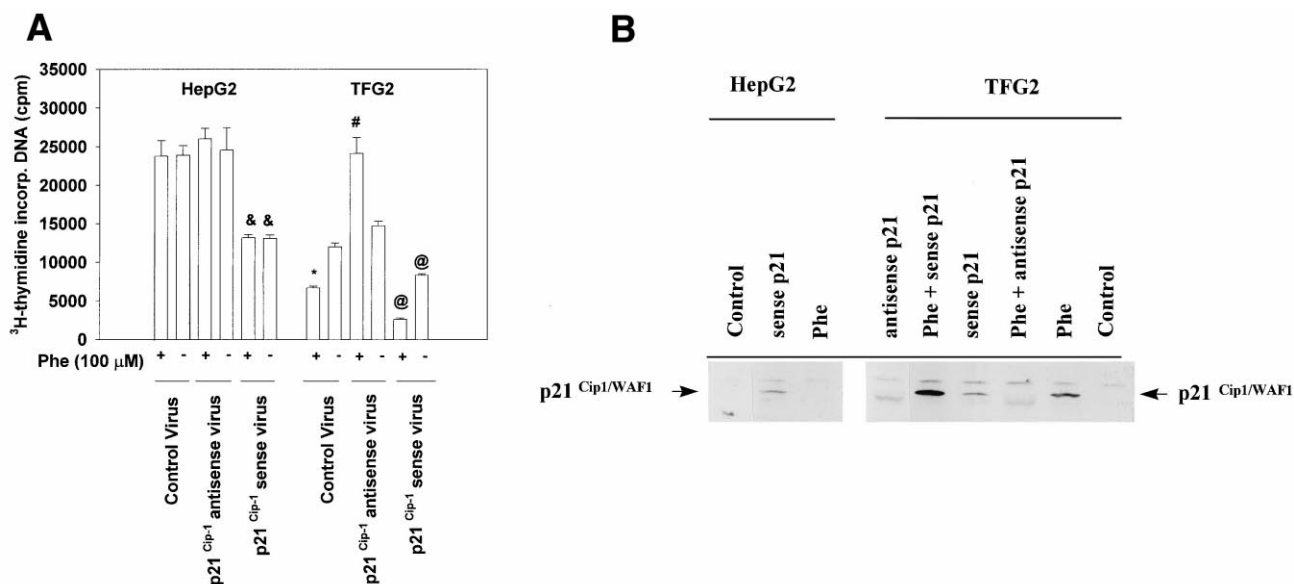 A
B
35000
30000
25000
20000
15000
10000
5000
0
³H-thymidine incorp. DNA (cpm)
HepG2
TFG2
&
&
*
#
@
@
Phe (100 µM)
+ - + - + - + - + - + -
Control Virus
p21 Cip-1 antisense virus
p21 Cip-1 sense virus
Control Virus
p21 Cip-1 antisense virus
p21 Cip-1 sense virus
HepG2
TFG2
Control
sense p21
Phe
antisense p21
Phe + sense p21
sense p21
Phe + antisense p21
Phe
Control
p21 Cip1/WAF1
p21 Cip1/WAF1